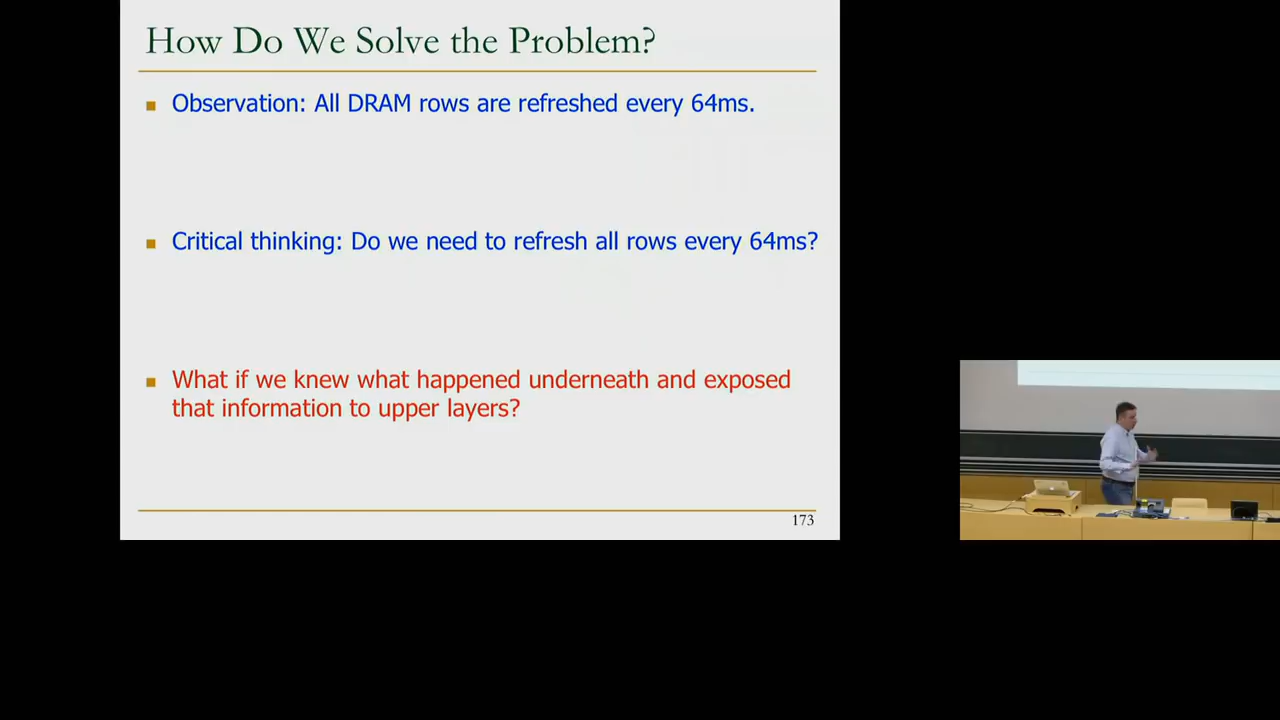 How Do We Solve the Problem?
Observation: All DRAM rows are refreshed every 64ms.
Critical thinking: Do we need to refresh all rows every 64ms?
What if we knew what happened underneath and exposed
that information to upper layers?
173